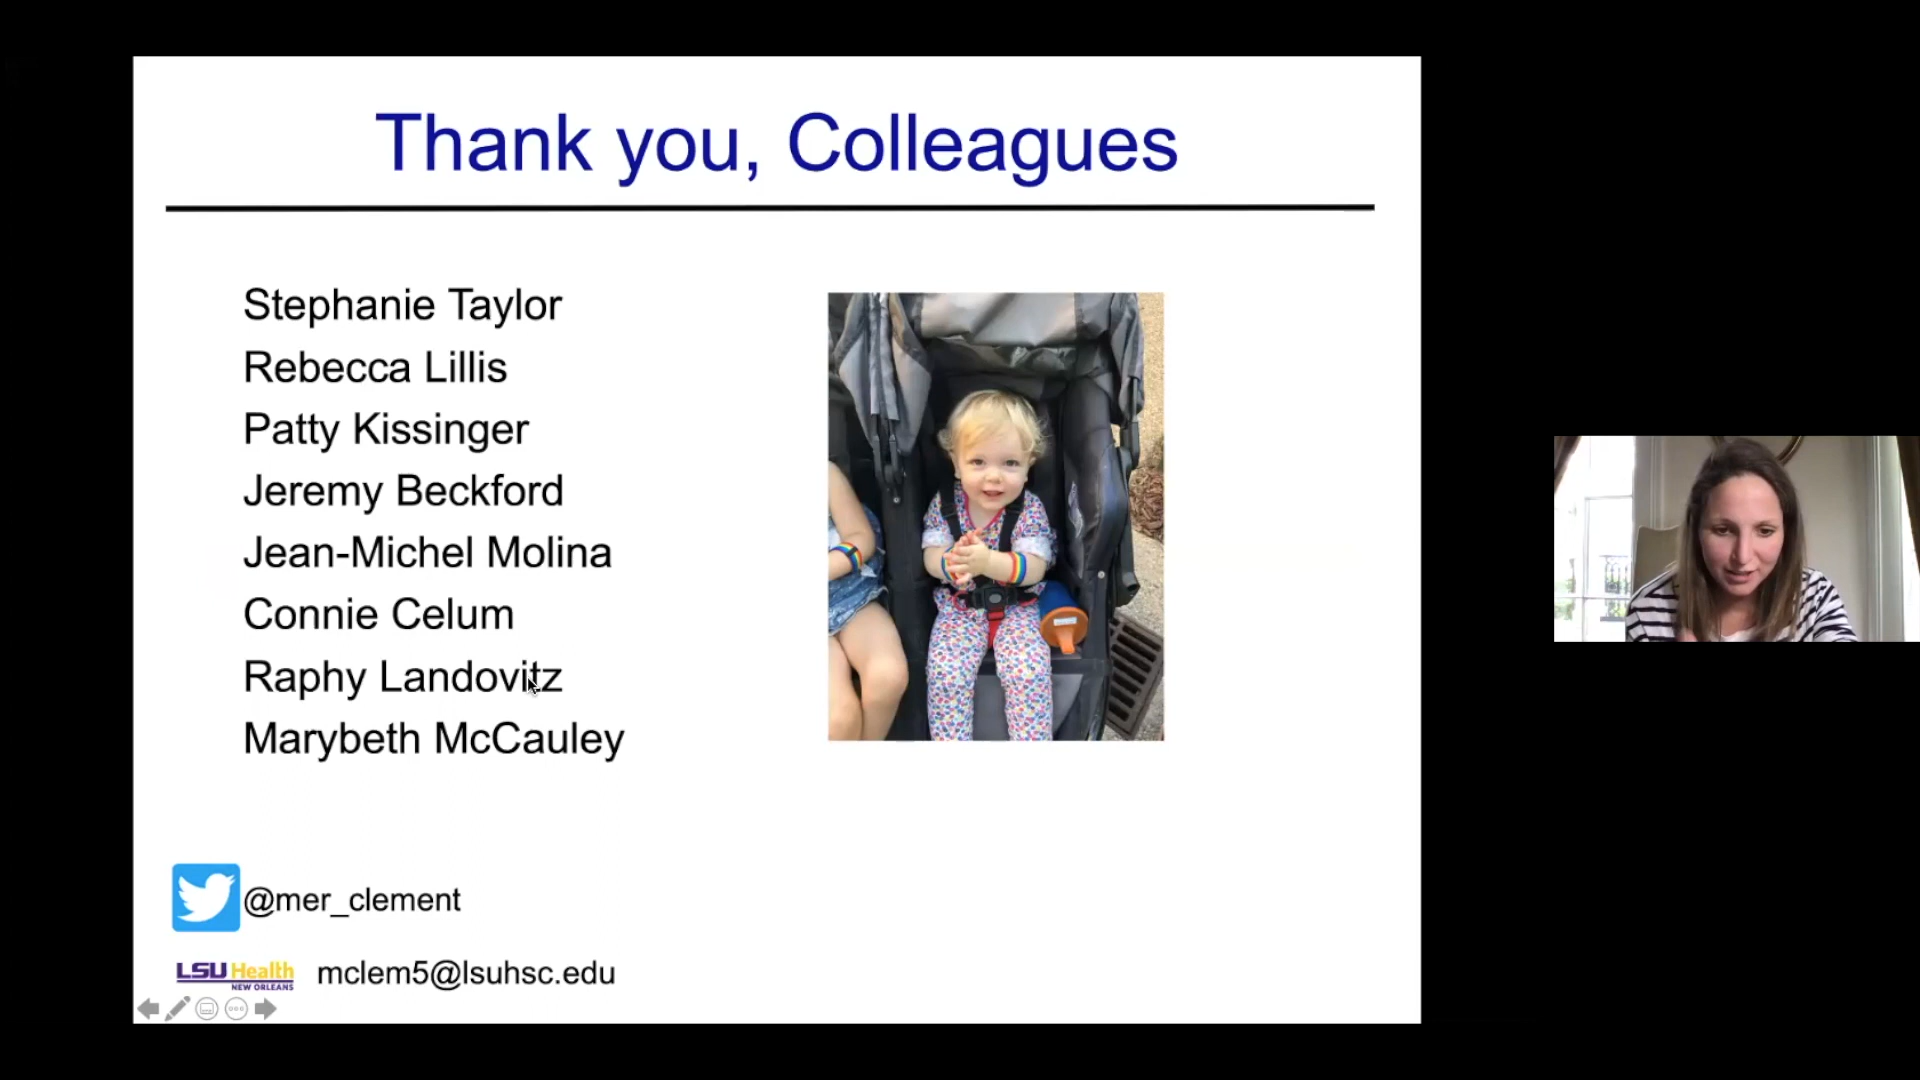 Thank you, Colleagues
Stephanie Taylor
Rebecca Lillis
Patty Kissinger
Jeremy Beckford
Jean-Michel Molina
Connie Celum
Raphy Landovitz
Marybeth McCauley
@mer_clement
LSU Health
NEW ORLEANS
mclem5@lsuhsc.edu